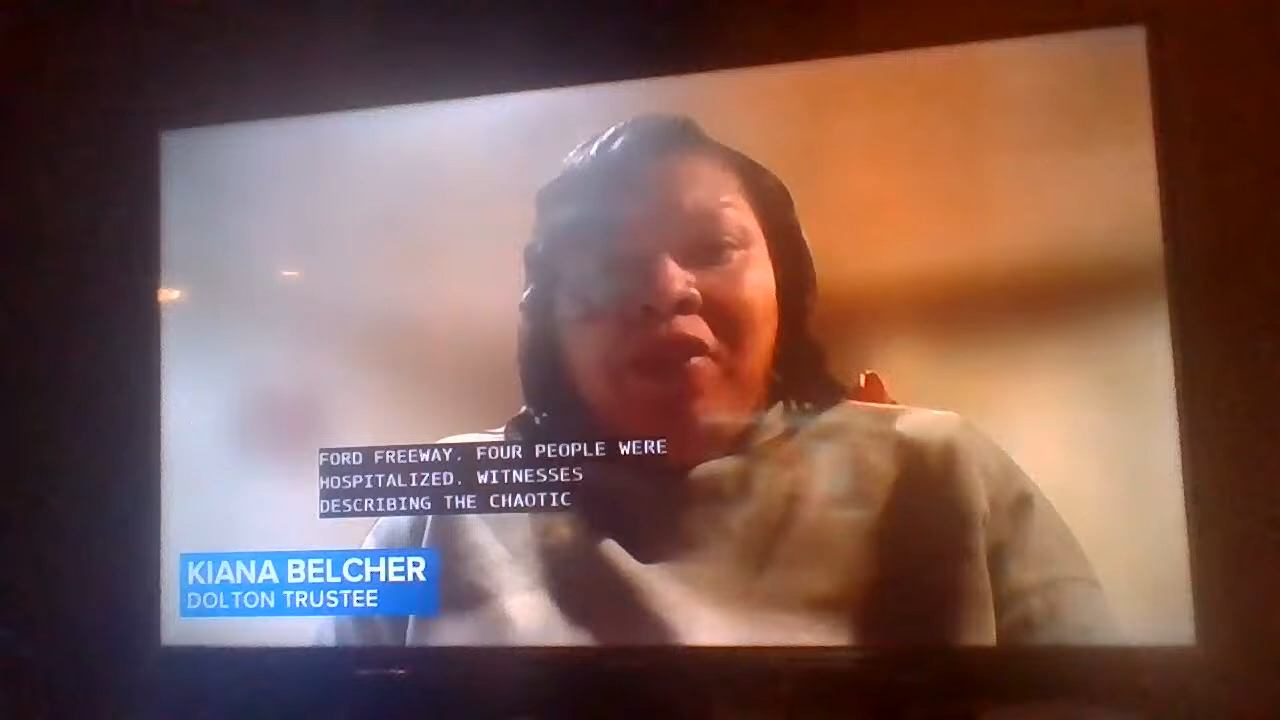 FORD FREEWAY. FOUR PEOPLE WERE
HOSPITALIZED. WITNESSES
DESCRIBING THE CHAOTIC
KIANA BELCHER
DOLTON TRUSTEE